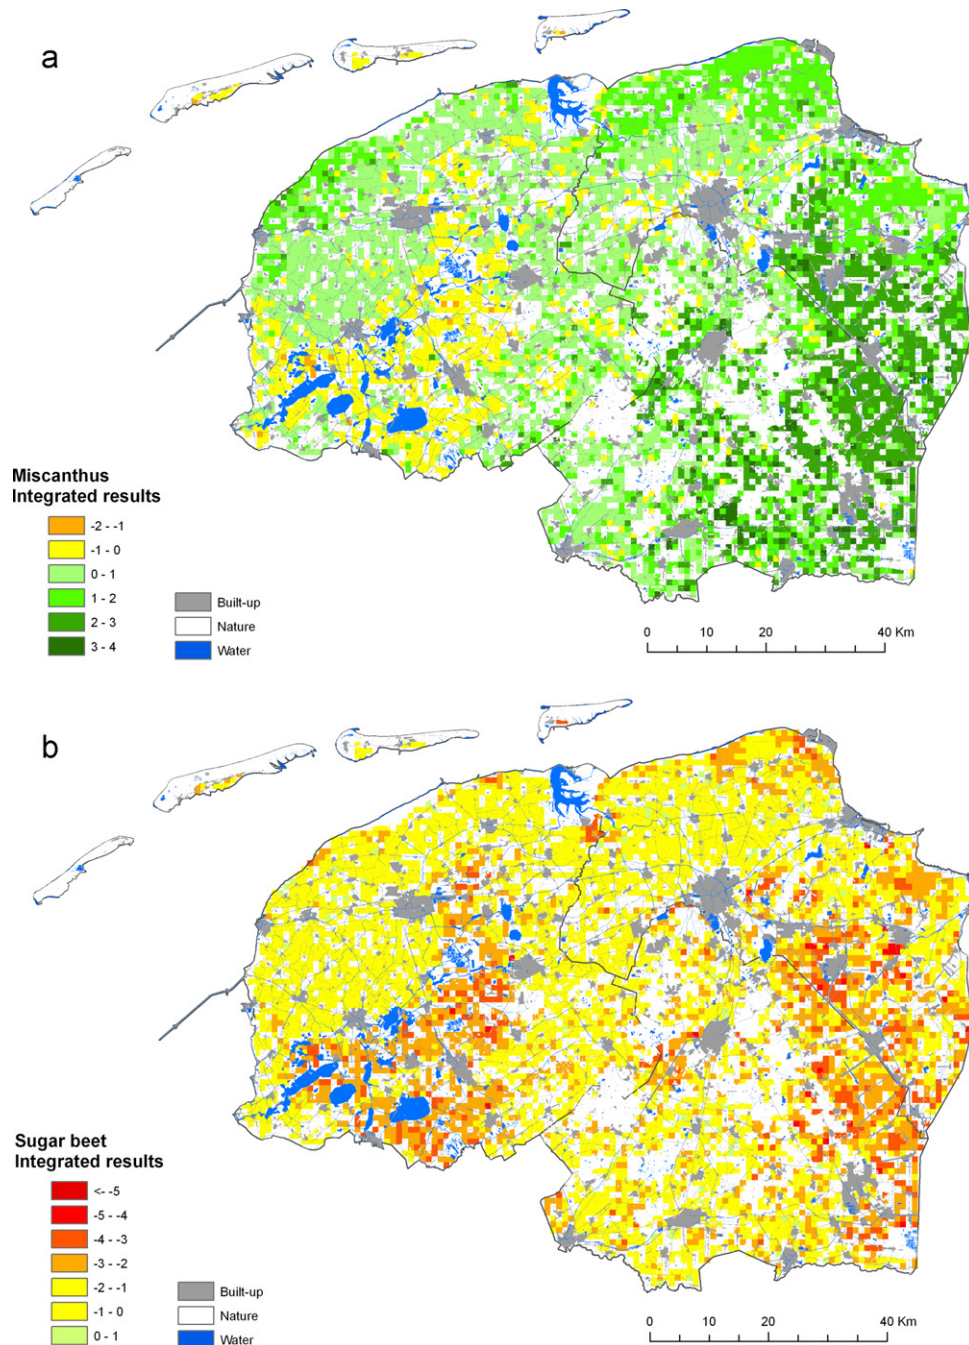 a
Miscanthus
Integrated results
-2 - -1
-1 - 0
0 - 1
1 - 2
2 - 3
3 - 4
Built-up
Nature
Water
0 10 20 40 Km
b
Sugar beet
Integrated results
<- -5
-5 - -4
-4 - -3
-3 - -2
-2 - -1
-1 - 0
0 - 1
Built-up
Nature
Water
0 10 20 40 Km